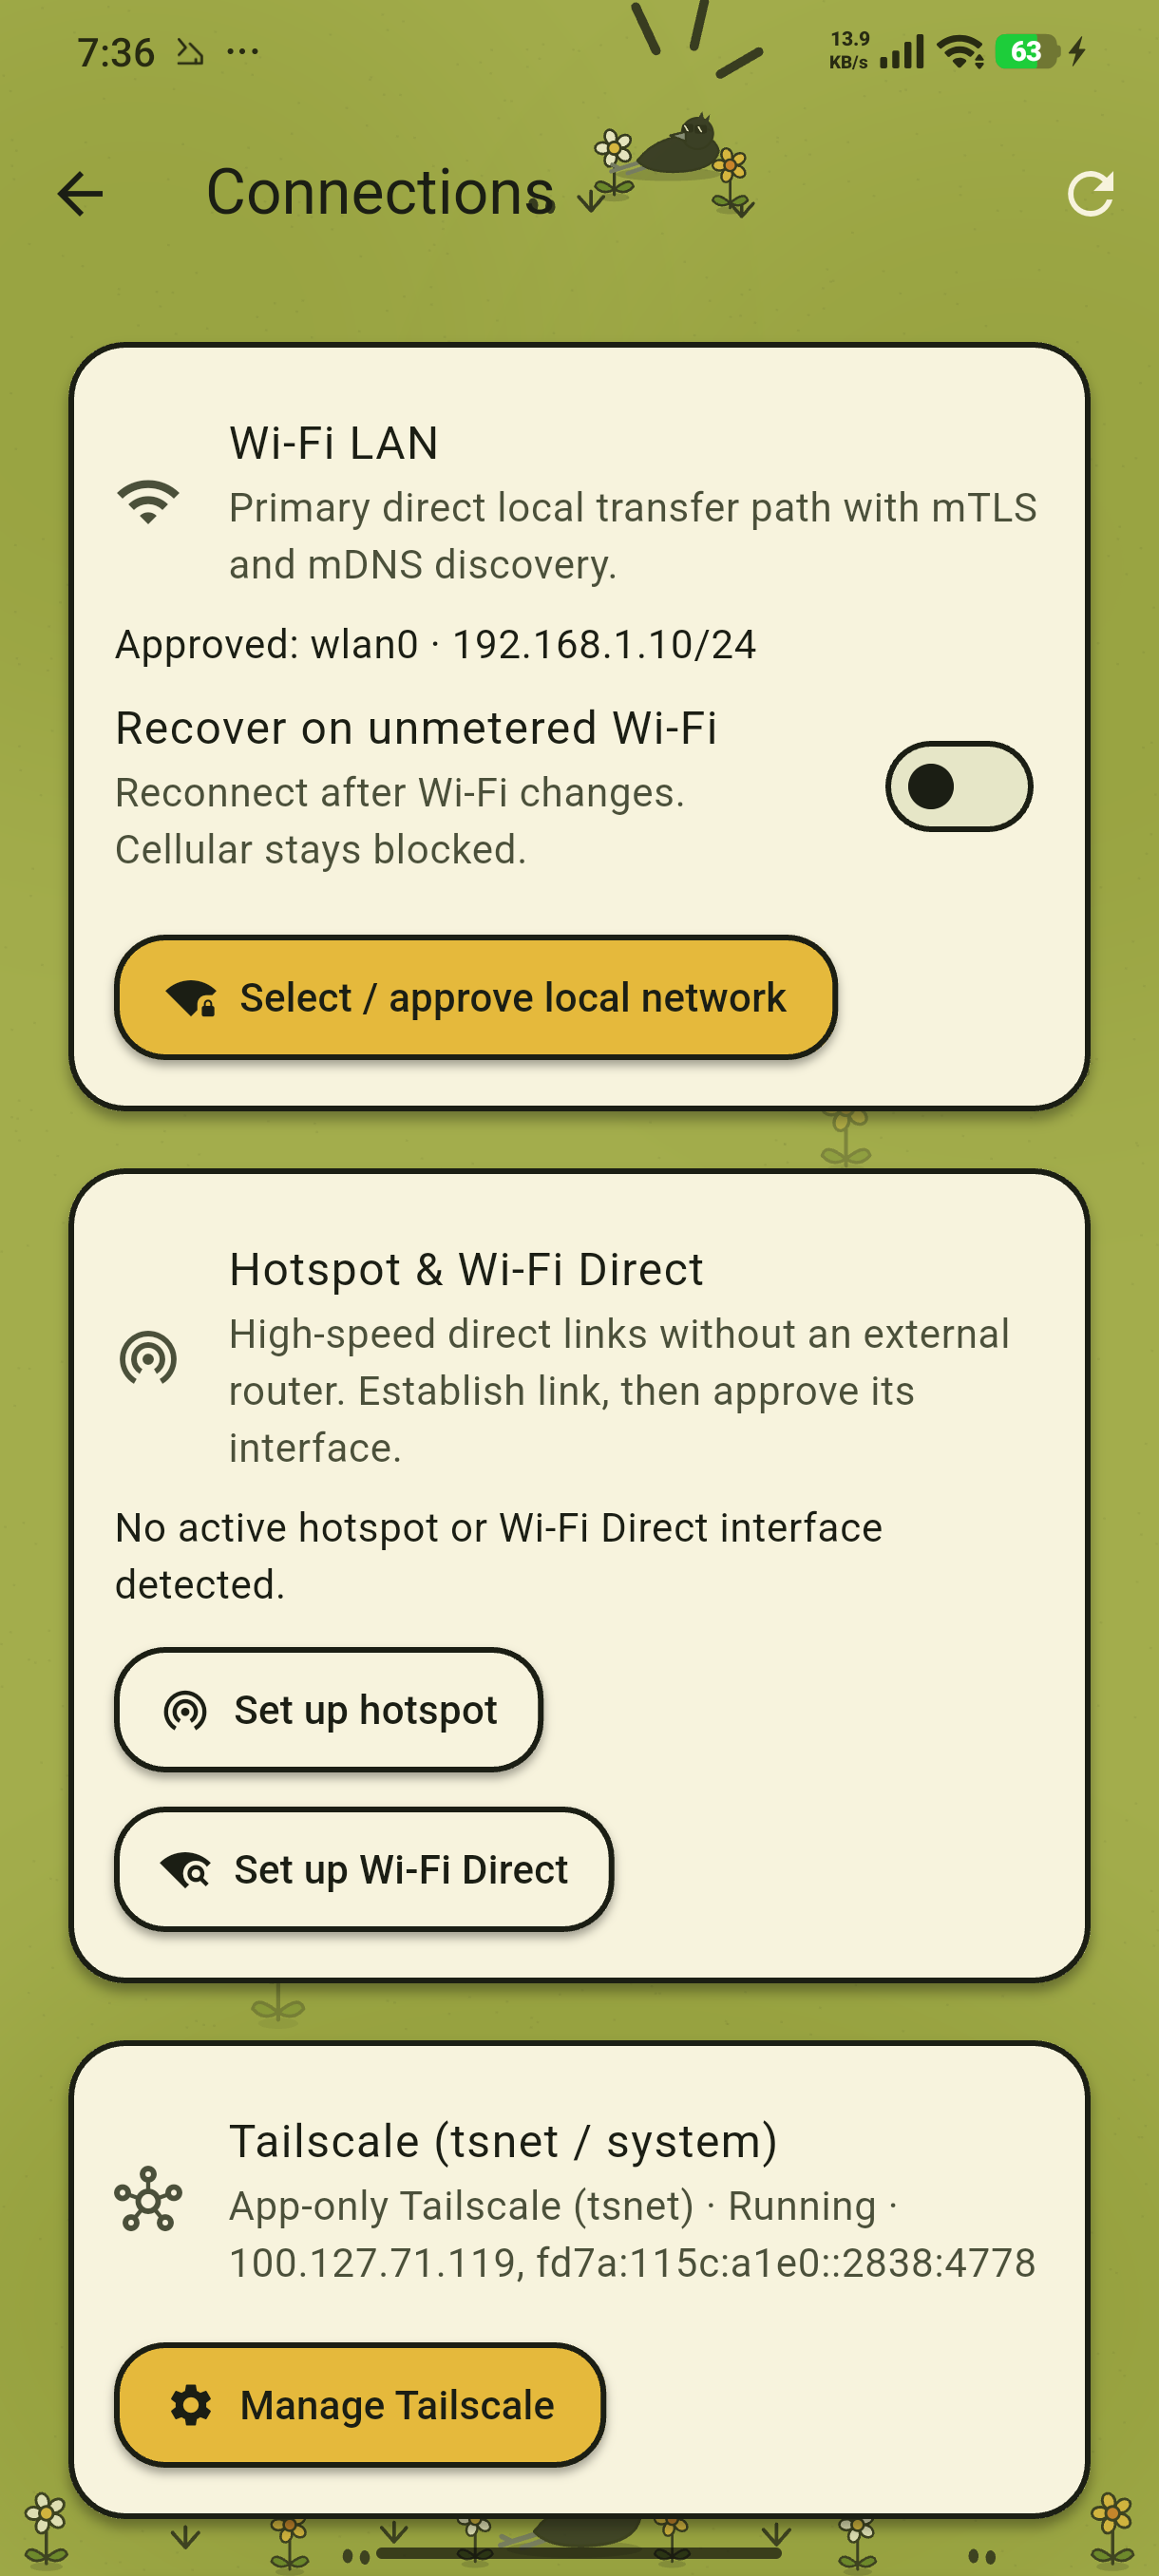 7:36
13.9
KB/s
63
Connections
Wi-Fi LAN
Primary direct local transfer path with mTLS
and mDNS discovery.
Approved: wlan0 · 192.168.1.10/24
Recover on unmetered Wi-Fi
Reconnect after Wi-Fi changes.
Cellular stays blocked.
Select / approve local network
Hotspot & Wi-Fi Direct
High-speed direct links without an external
router. Establish link, then approve its
interface.
No active hotspot or Wi-Fi Direct interface
detected.
Set up hotspot
Set up Wi-Fi Direct
Tailscale (tsnet / system)
App-only Tailscale (tsnet) · Running ·
100.127.71.119, fd7a:115c:a1e0::2838:4778
Manage Tailscale